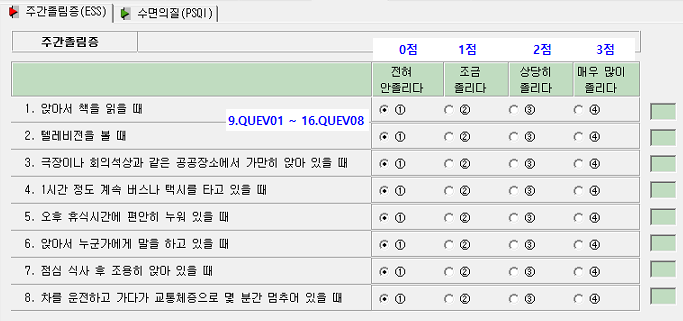 주간졸림증(ESS) 수면의질(PSQI)
주간졸림증
0점 1점 2점 3점
전혀 안졸리다 조금 졸리다 상당히 졸리다 매우 많이 졸리다
1. 앉아서 책을 읽을 때 ① ② ③ ④
9.QUEV01 ~ 16.QUEV08
2. 텔레비젼을 볼 때 ① ② ③ ④
3. 극장이나 회의석상과 같은 공공장소에서 가만히 앉아 있을 때 ① ② ③ ④
4. 1시간 정도 계속 버스나 택시를 타고 있을 때 ① ② ③ ④
5. 오후 휴식시간에 편안히 누워 있을 때 ① ② ③ ④
6. 앉아서 누군가에게 말을 하고 있을 때 ① ② ③ ④
7. 점심 식사 후 조용히 앉아 있을 때 ① ② ③ ④
8. 차를 운전하고 가다가 교통체증으로 몇 분간 멈추어 있을 때 ① ② ③ ④